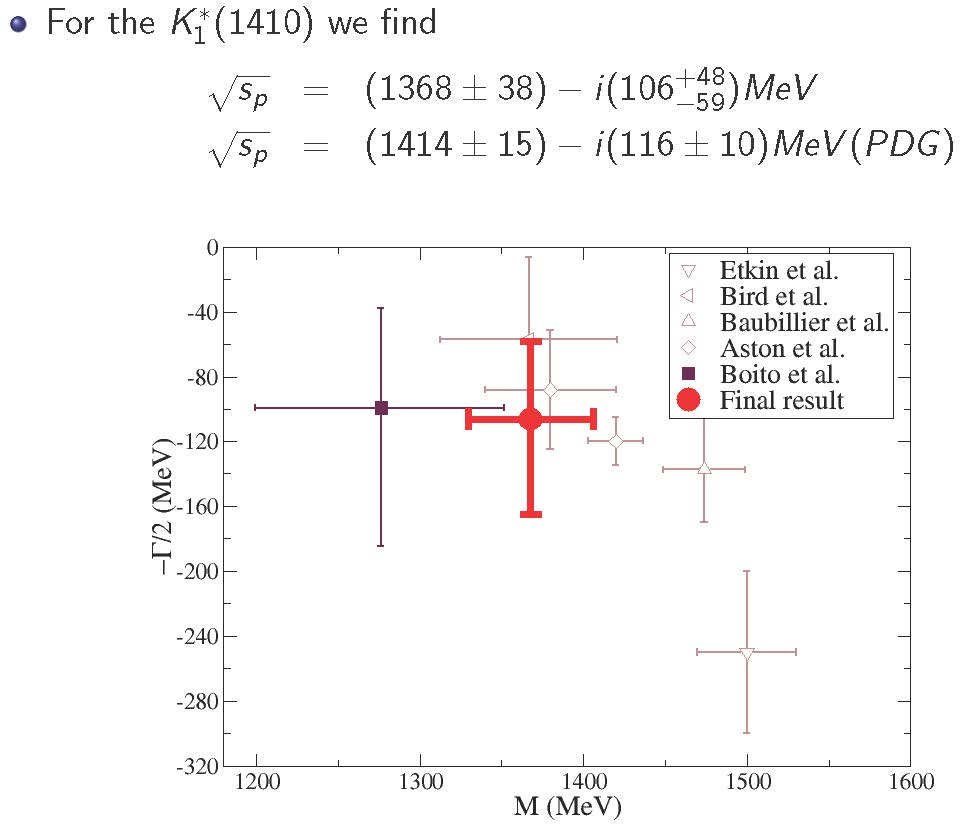 For the K₁*(1410) we find
√sₚ = (1368 ± 38) − i(106⁺⁴⁸₋₅₉)MeV
√sₚ = (1414 ± 15) − i(116 ± 10)MeV(PDG)
0
-40
-80
-120
-160
-200
-240
-280
-320
−Γ/2 (MeV)
Etkin et al.
Bird et al.
Baubillier et al.
Aston et al.
Boito et al.
Final result
1200 1300 1400 1500 1600
M (MeV)